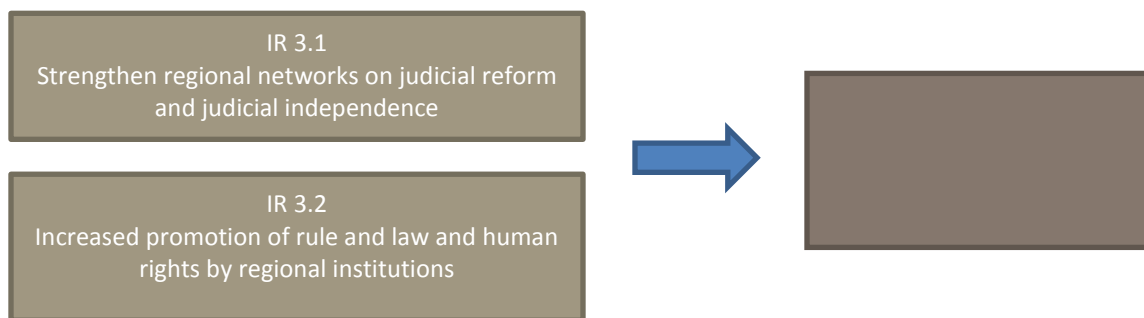 IR 3.1
Strengthen regional networks on judicial reform
and judicial independence
IR 3.2
Increased promotion of rule and law and human
rights by regional institutions